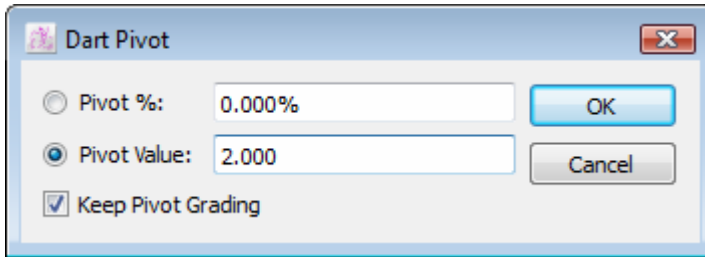 Dart Pivot
Pivot %: 0.000% OK
Pivot Value: 2.000 Cancel
Keep Pivot Grading